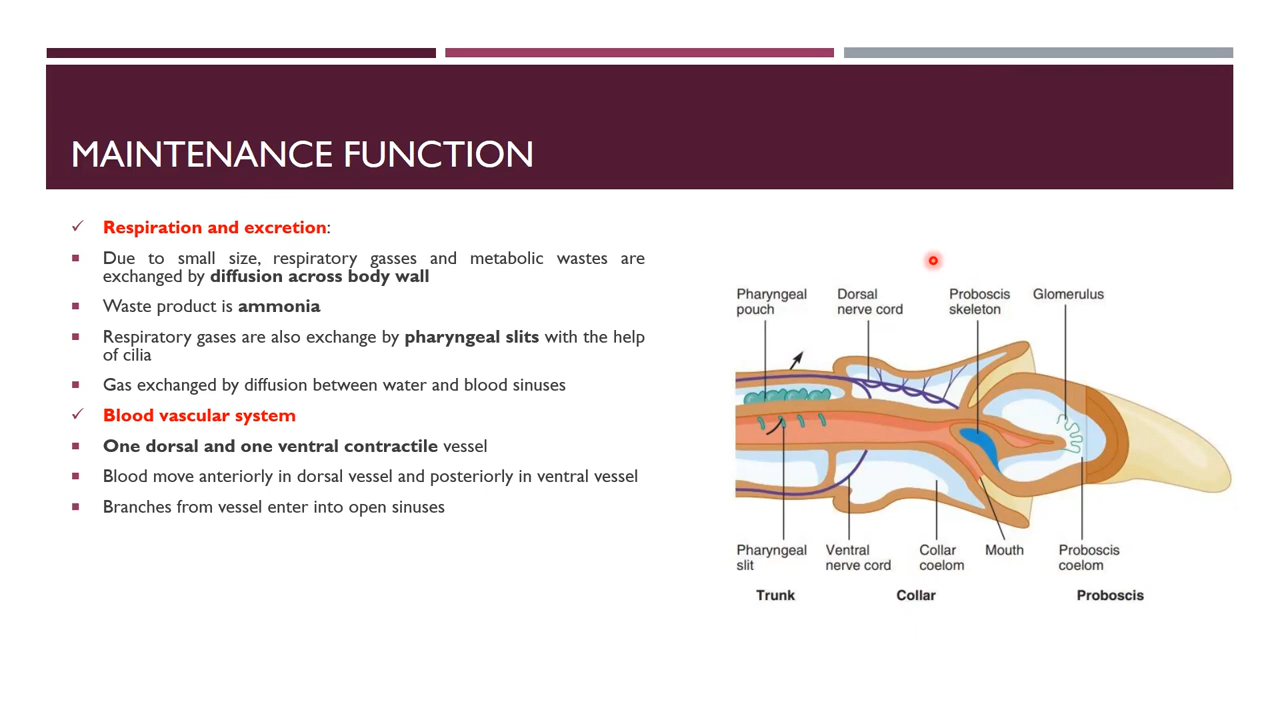 MAINTENANCE FUNCTION
Respiration and excretion:
Due to small size, respiratory gasses and metabolic wastes are
exchanged by diffusion across body wall
Waste product is ammonia
Respiratory gases are also exchange by pharyngeal slits with the help
of cilia
Gas exchanged by diffusion between water and blood sinuses
Blood vascular system
One dorsal and one ventral contractile vessel
Blood move anteriorly in dorsal vessel and posteriorly in ventral vessel
Branches from vessel enter into open sinuses
Pharyngeal
pouch
Dorsal
nerve cord
Proboscis
skeleton
Glomerulus
Pharyngeal
slit
Ventral
nerve cord
Collar
coelom
Mouth
Proboscis
coelom
Trunk
Collar
Proboscis